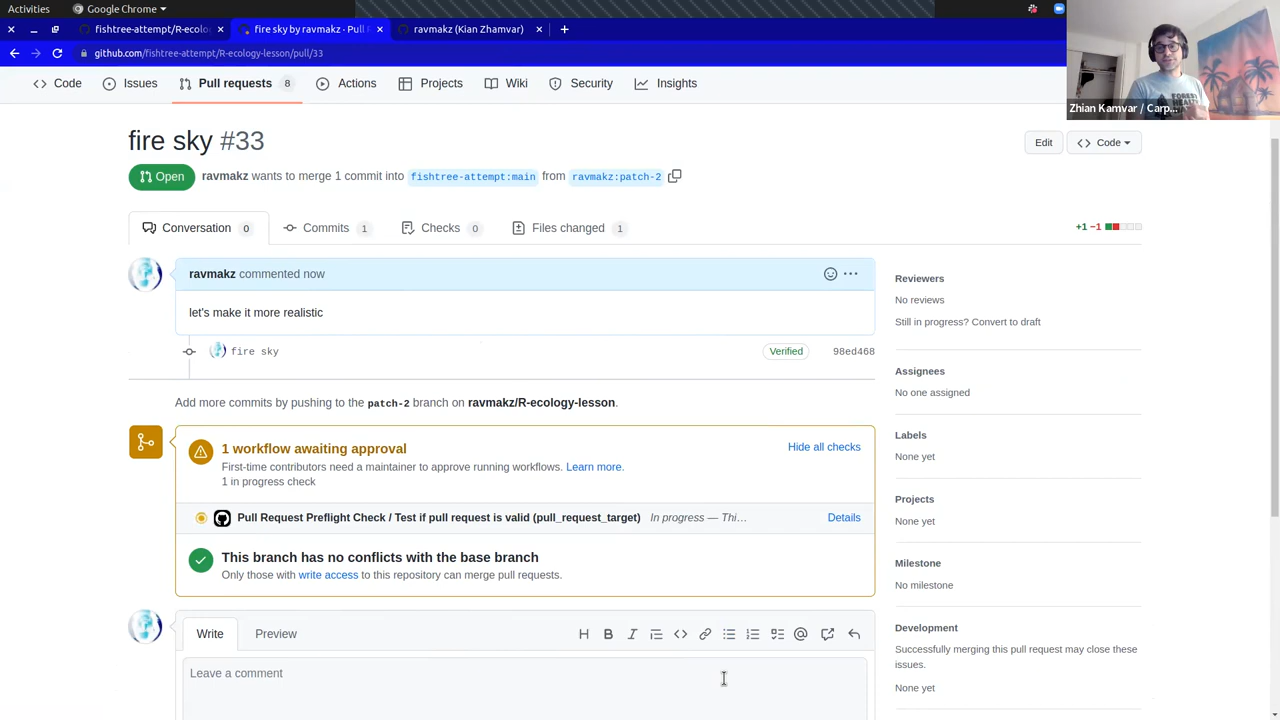 Activities
Google Chrome
fishtree-attempt/R-ecolo
fire sky by ravmakz · Pull R
ravmakz (Kian Zhamvar)
github.com/fishtree-attempt/R-ecology-lesson/pull/33
Zhian Kamvar / Carp...
Code
Issues
Pull requests 8
Actions
Projects
Wiki
Security
Insights
fire sky #33
Edit
Code
Open
ravmakz wants to merge 1 commit into fishtree-attempt:main from ravmakz:patch-2
Conversation 0
Commits 1
Checks 0
Files changed 1
+1 −1
ravmakz commented now
let's make it more realistic
fire sky
Verified
98ed468
Add more commits by pushing to the patch-2 branch on ravmakz/R-ecology-lesson.
1 workflow awaiting approval
Hide all checks
First-time contributors need a maintainer to approve running workflows. Learn more.
1 in progress check
Pull Request Preflight Check / Test if pull request is valid (pull_request_target) In progress — Thi...
Details
This branch has no conflicts with the base branch
Only those with write access to this repository can merge pull requests.
Write
Preview
Leave a comment
Reviewers
No reviews
Still in progress? Convert to draft
Assignees
No one assigned
Labels
None yet
Projects
None yet
Milestone
No milestone
Development
Successfully merging this pull request may close these
issues.
None yet